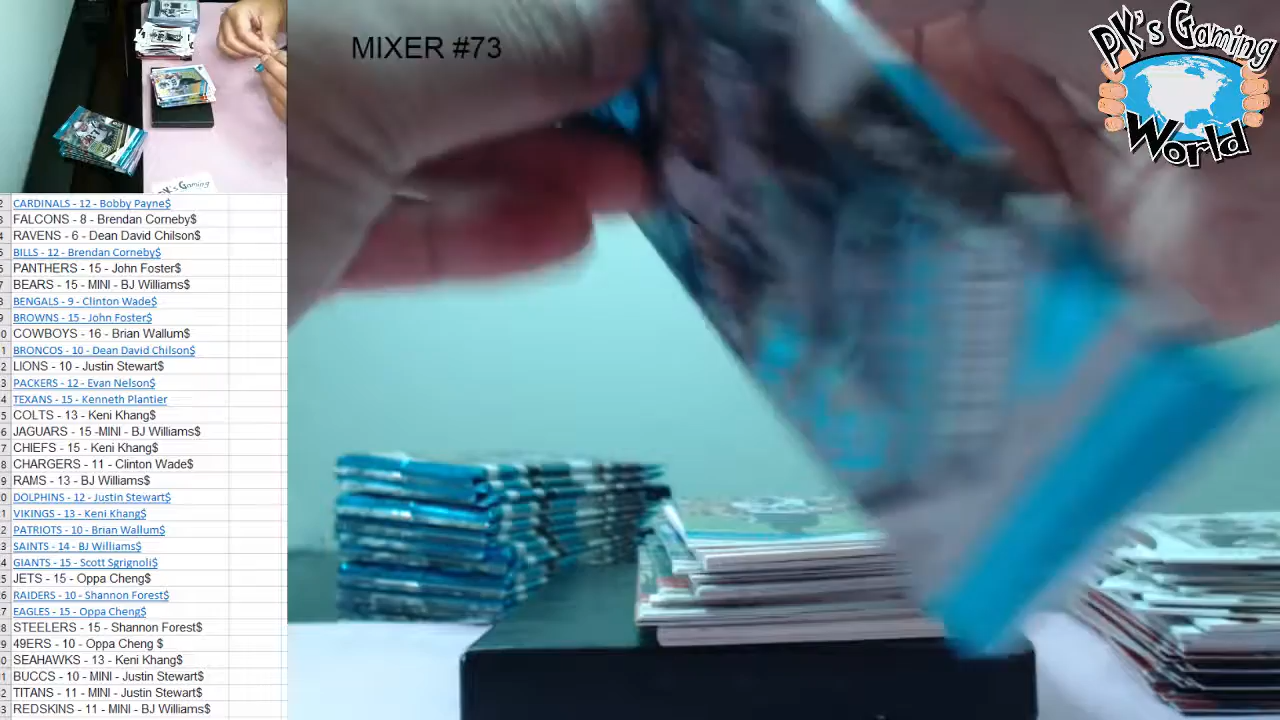 MIXER #73
PK's Gaming
World
PK's Gaming
CARDINALS - 12 - Bobby Payne$
FALCONS - 8 - Brendan Corneby$
RAVENS - 6 - Dean David Chilson$
BILLS - 12 - Brendan Corneby$
PANTHERS - 15 - John Foster$
BEARS - 15 - MINI - BJ Williams$
BENGALS - 9 - Clinton Wade$
BROWNS - 15 - John Foster$
COWBOYS - 16 - Brian Wallum$
BRONCOS - 10 - Dean David Chilson$
LIONS - 10 - Justin Stewart$
PACKERS - 12 - Evan Nelson$
TEXANS - 15 - Kenneth Plantier
COLTS - 13 - Keni Khang$
JAGUARS - 15 -MINI - BJ Williams$
CHIEFS - 15 - Keni Khang$
CHARGERS - 11 - Clinton Wade$
RAMS - 13 - BJ Williams$
DOLPHINS - 12 - Justin Stewart$
VIKINGS - 13 - Keni Khang$
PATRIOTS - 10 - Brian Wallum$
SAINTS - 14 - BJ Williams$
GIANTS - 15 - Scott Sgrignoli$
JETS - 15 - Oppa Cheng$
RAIDERS - 10 - Shannon Forest$
EAGLES - 15 - Oppa Cheng$
STEELERS - 15 - Shannon Forest$
49ERS - 10 - Oppa Cheng $
SEAHAWKS - 13 - Keni Khang$
BUCCS - 10 - MINI - Justin Stewart$
TITANS - 11 - MINI - Justin Stewart$
REDSKINS - 11 - MINI - BJ Williams$